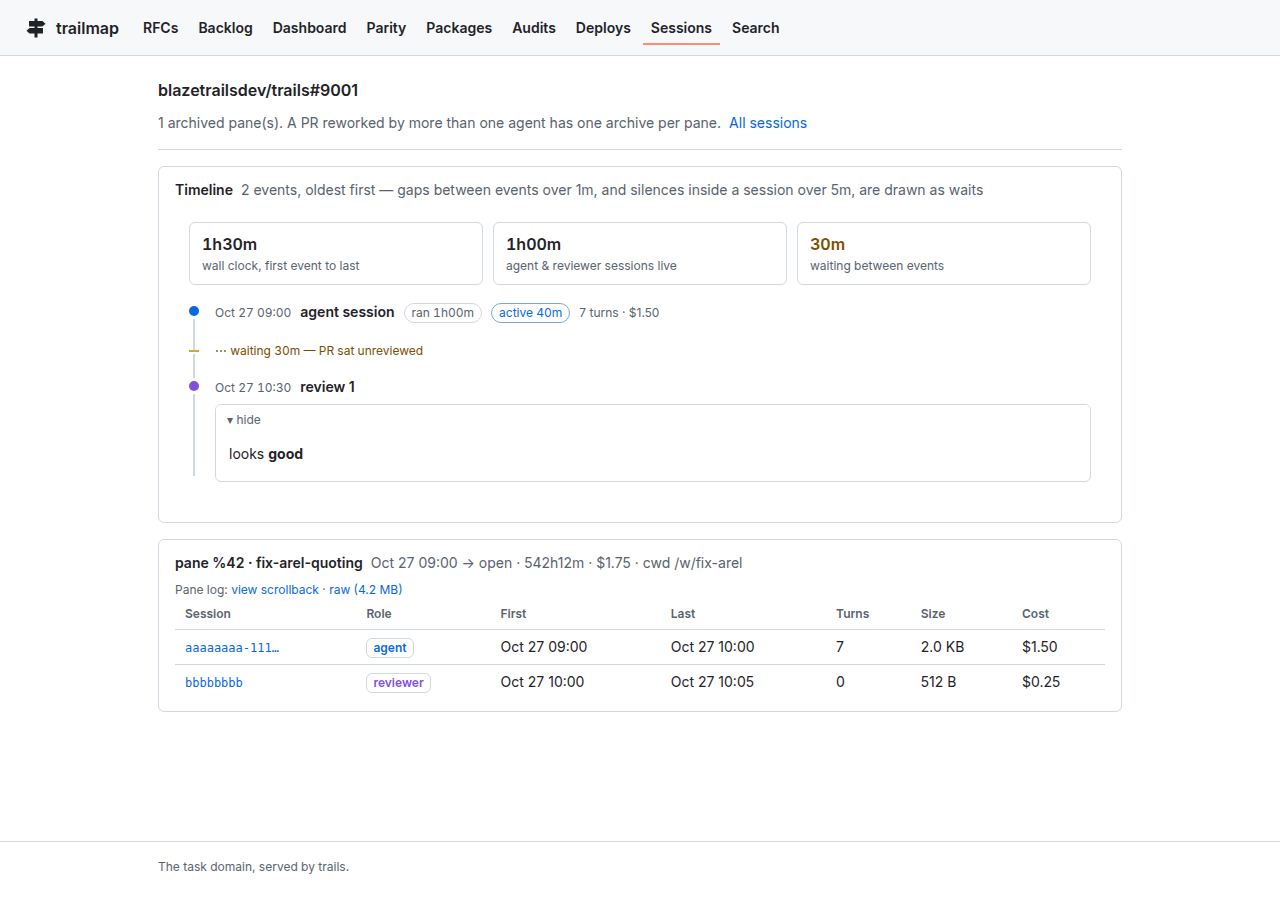 trailmap RFCs Backlog Dashboard Parity Packages Audits Deploys Sessions Search
blazetrailsdev/trails#9001
1 archived pane(s). A PR reworked by more than one agent has one archive per pane. All sessions
Timeline 2 events, oldest first — gaps between events over 1m, and silences inside a session over 5m, are drawn as waits
1h30m
wall clock, first event to last
1h00m
agent & reviewer sessions live
30m
waiting between events
Oct 27 09:00 agent session ran 1h00m active 40m 7 turns · $1.50
⋯ waiting 30m — PR sat unreviewed
Oct 27 10:30 review 1
▾ hide
looks good
pane %42 · fix-arel-quoting Oct 27 09:00 → open · 542h12m · $1.75 · cwd /w/fix-arel
Pane log: view scrollback · raw (4.2 MB)
Session Role First Last Turns Size Cost
aaaaaaaa-111… agent Oct 27 09:00 Oct 27 10:00 7 2.0 KB $1.50
bbbbbbbb reviewer Oct 27 10:00 Oct 27 10:05 0 512 B $0.25
The task domain, served by trails.